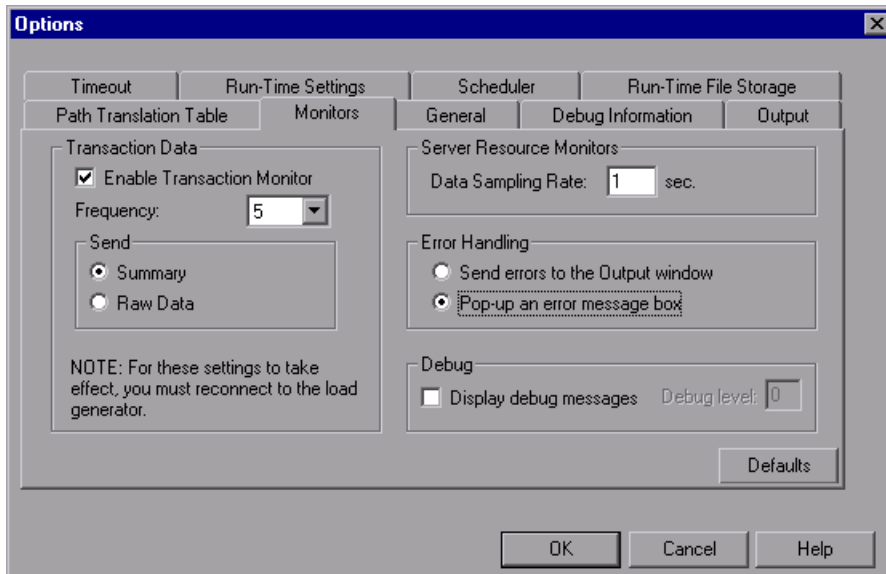 Options
Timeout
Run-Time Settings
Scheduler
Run-Time File Storage
Path Translation Table
Monitors
General
Debug Information
Output
Transaction Data
Enable Transaction Monitor
Frequency: 5
Send
Summary
Raw Data
NOTE: For these settings to take
effect, you must reconnect to the load
generator.
Server Resource Monitors
Data Sampling Rate: 1 sec.
Error Handling
Send errors to the Output window
Pop-up an error message box
Debug
Display debug messages Debug level: 0
Defaults
OK
Cancel
Help